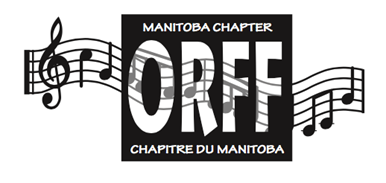 MANITOBA CHAPTER
ORFF
CHAPITRE DU MANITOBA